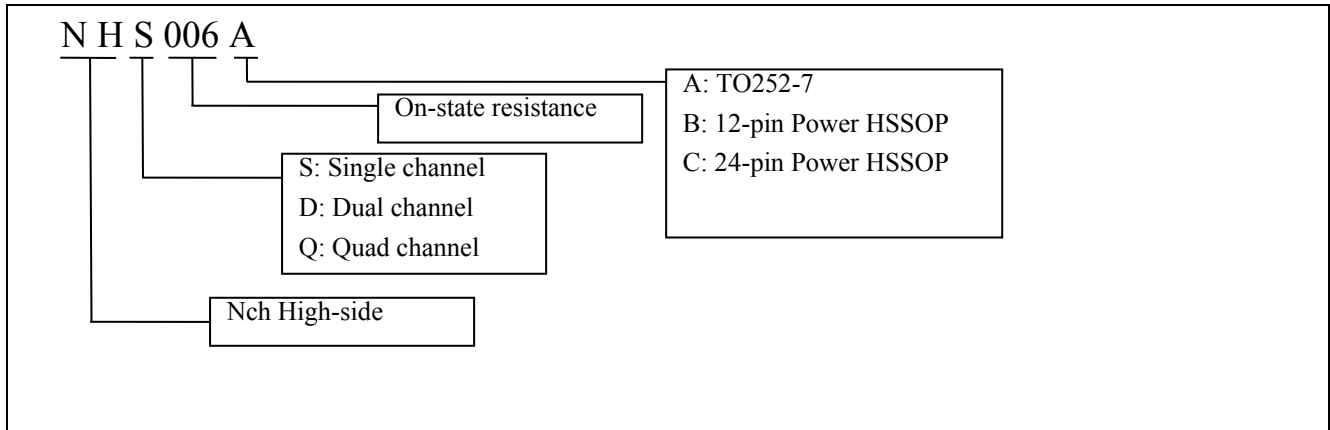 N H S 006 A
A: TO252-7
B: 12-pin Power HSSOP
C: 24-pin Power HSSOP
On-state resistance
S: Single channel
D: Dual channel
Q: Quad channel
Nch High-side